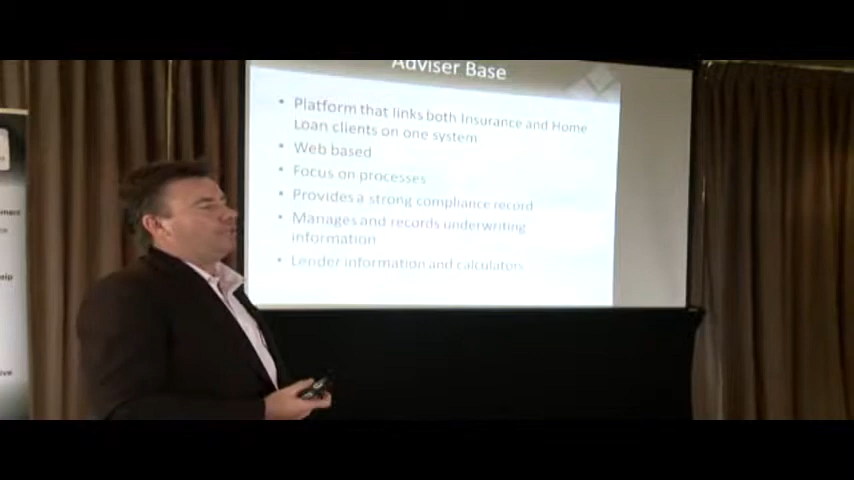 Adviser Base
• Platform that links both Insurance and Home
Loan clients on one system
• Web based
• Focus on processes
• Provides a strong compliance record
• Manages and records underwriting
information
• Lender information and calculators